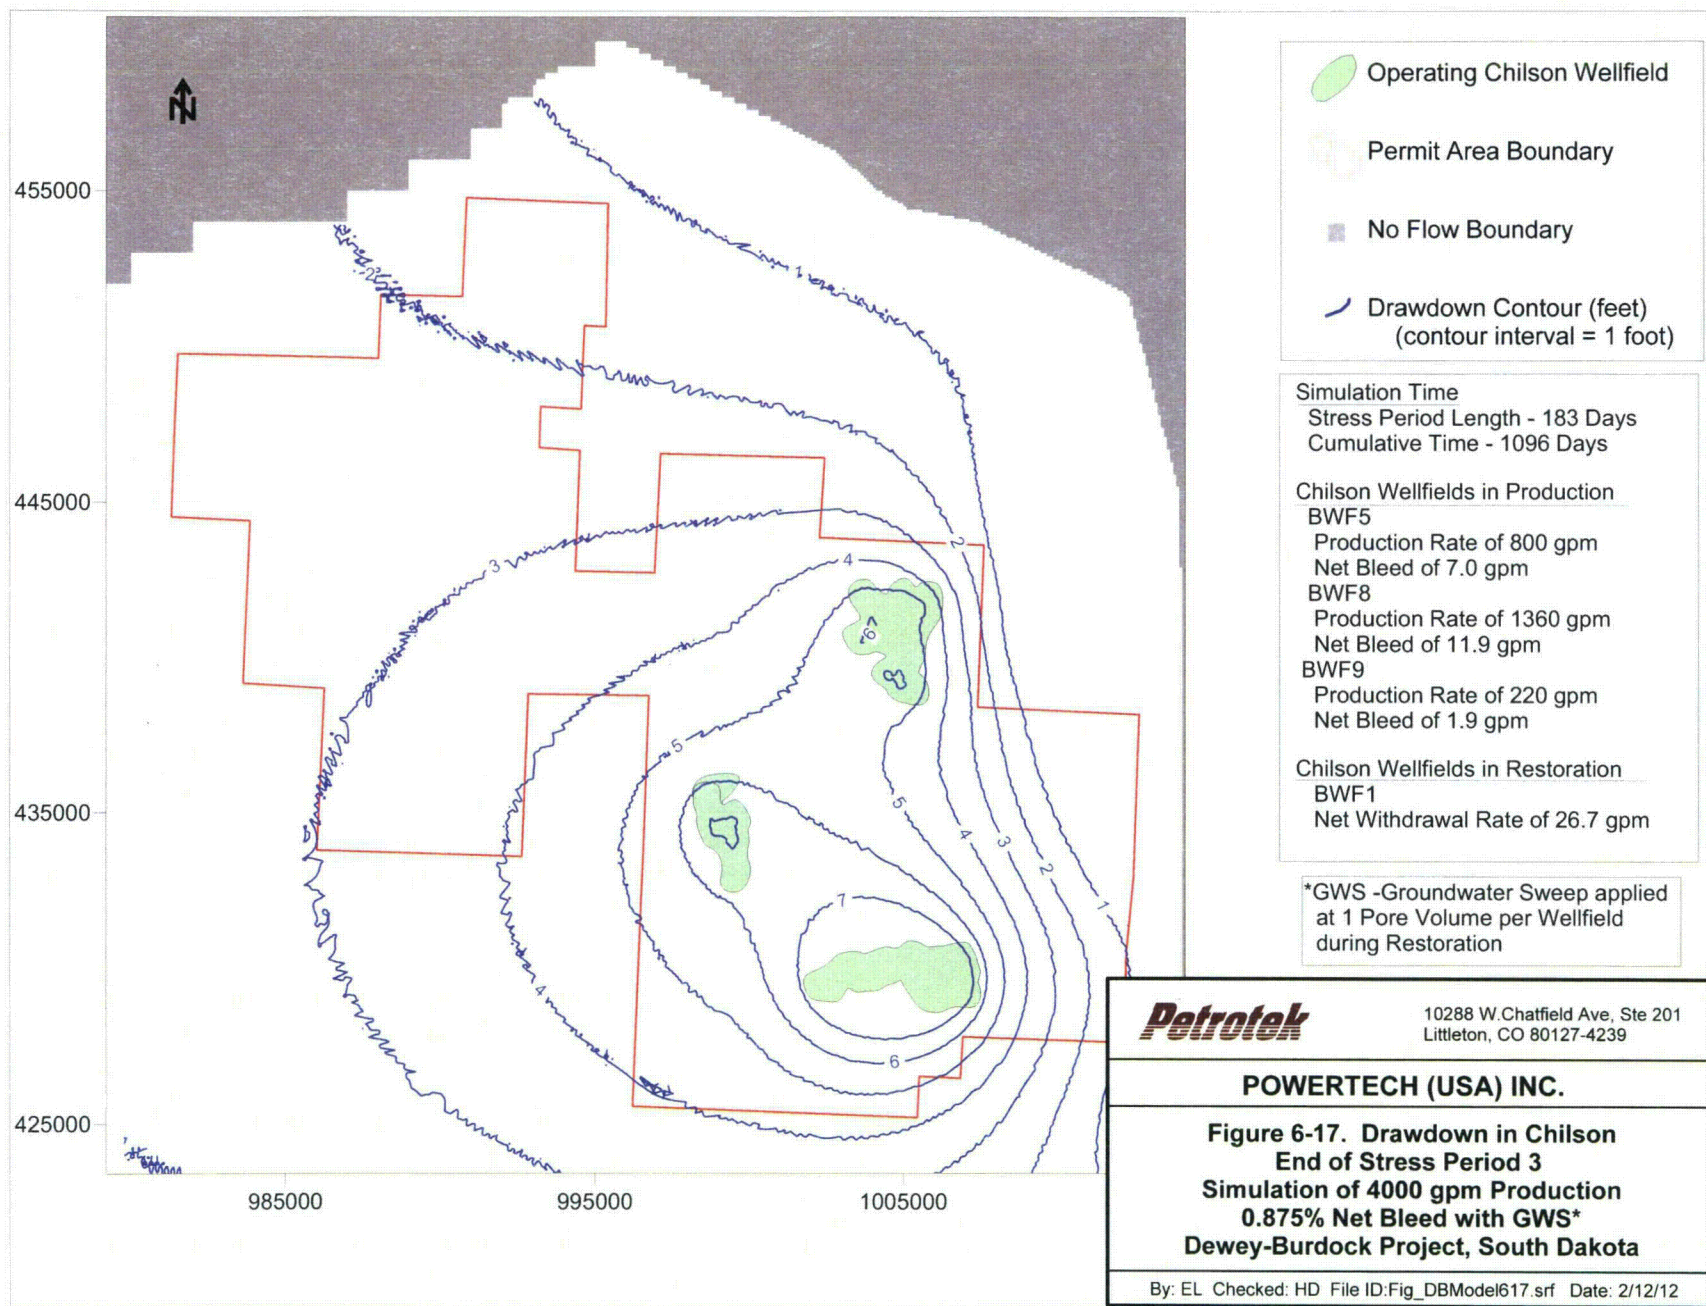 N
455000
445000
435000
425000
985000
995000
1005000
1
2
2
3
4
6
5
5
4
3
2
1
7
6
4
Operating Chilson Wellfield
Permit Area Boundary
No Flow Boundary
Drawdown Contour (feet)
(contour interval = 1 foot)
Simulation Time
Stress Period Length - 183 Days
Cumulative Time - 1096 Days
Chilson Wellfields in Production
BWF5
Production Rate of 800 gpm
Net Bleed of 7.0 gpm
BWF8
Production Rate of 1360 gpm
Net Bleed of 11.9 gpm
BWF9
Production Rate of 220 gpm
Net Bleed of 1.9 gpm
Chilson Wellfields in Restoration
BWF1
Net Withdrawal Rate of 26.7 gpm
*GWS -Groundwater Sweep applied
at 1 Pore Volume per Wellfield
during Restoration
Petrotek
10288 W.Chatfield Ave, Ste 201
Littleton, CO 80127-4239
POWERTECH (USA) INC.
Figure 6-17. Drawdown in Chilson
End of Stress Period 3
Simulation of 4000 gpm Production
0.875% Net Bleed with GWS*
Dewey-Burdock Project, South Dakota
By: EL Checked: HD File ID:Fig_DBModel617.srf Date: 2/12/12